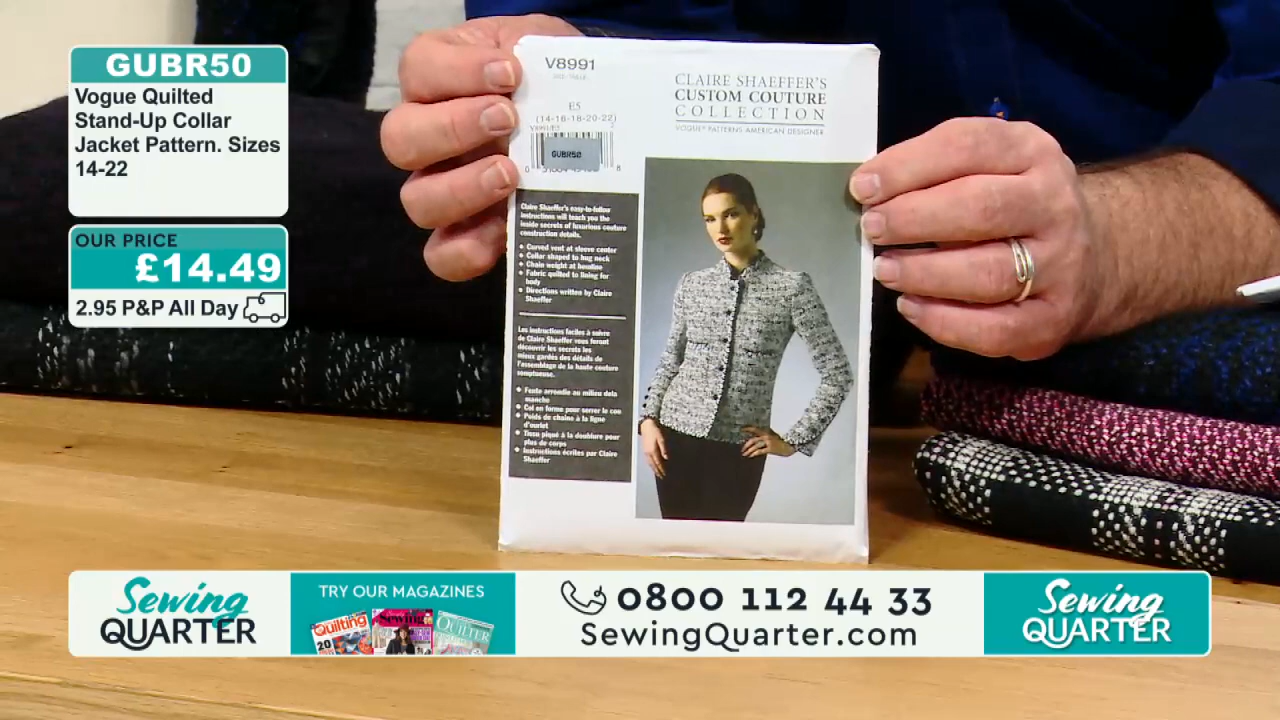 GUBR50
Vogue Quilted
Stand-Up Collar
Jacket Pattern. Sizes
14-22
OUR PRICE
£14.49
2.95 P&P All Day
V8991
E5
(14-16-18-20-22)
GUBR50
CLAIRE SHAEFFER'S
CUSTOM COUTURE
COLLECTION
VOGUE® PATTERNS AMERICAN DESIGNER
Claire Shaeffer's easy-to-follow
instructions will teach you the
inside secrets of luxurious couture
construction details.
Curved vent at sleeve center
Collar shaped to hug neck
Chain weight at hemline
Fabric quilted to lining for
body
Directions written by Claire
Shaeffer
Les instructions faciles à suivre
de Claire Shaeffer vous feront
découvrir les secrets les
mieux gardés des détails de
l'assemblage de la haute couture
somptueuse.
Fente arrondie au milieu dela
manche
Col en forme pour serrer le cou
Poids de chaine à la ligne
d'ourlet
Tissu piqué à la doublure pour
plus de corps
Instructions écrites par Claire
Shaeffer
Sewing
QUARTER
TRY OUR MAGAZINES
Quilting
20
Sewing
QUILTER
0800 112 44 33
SewingQuarter.com
Sewing
QUARTER